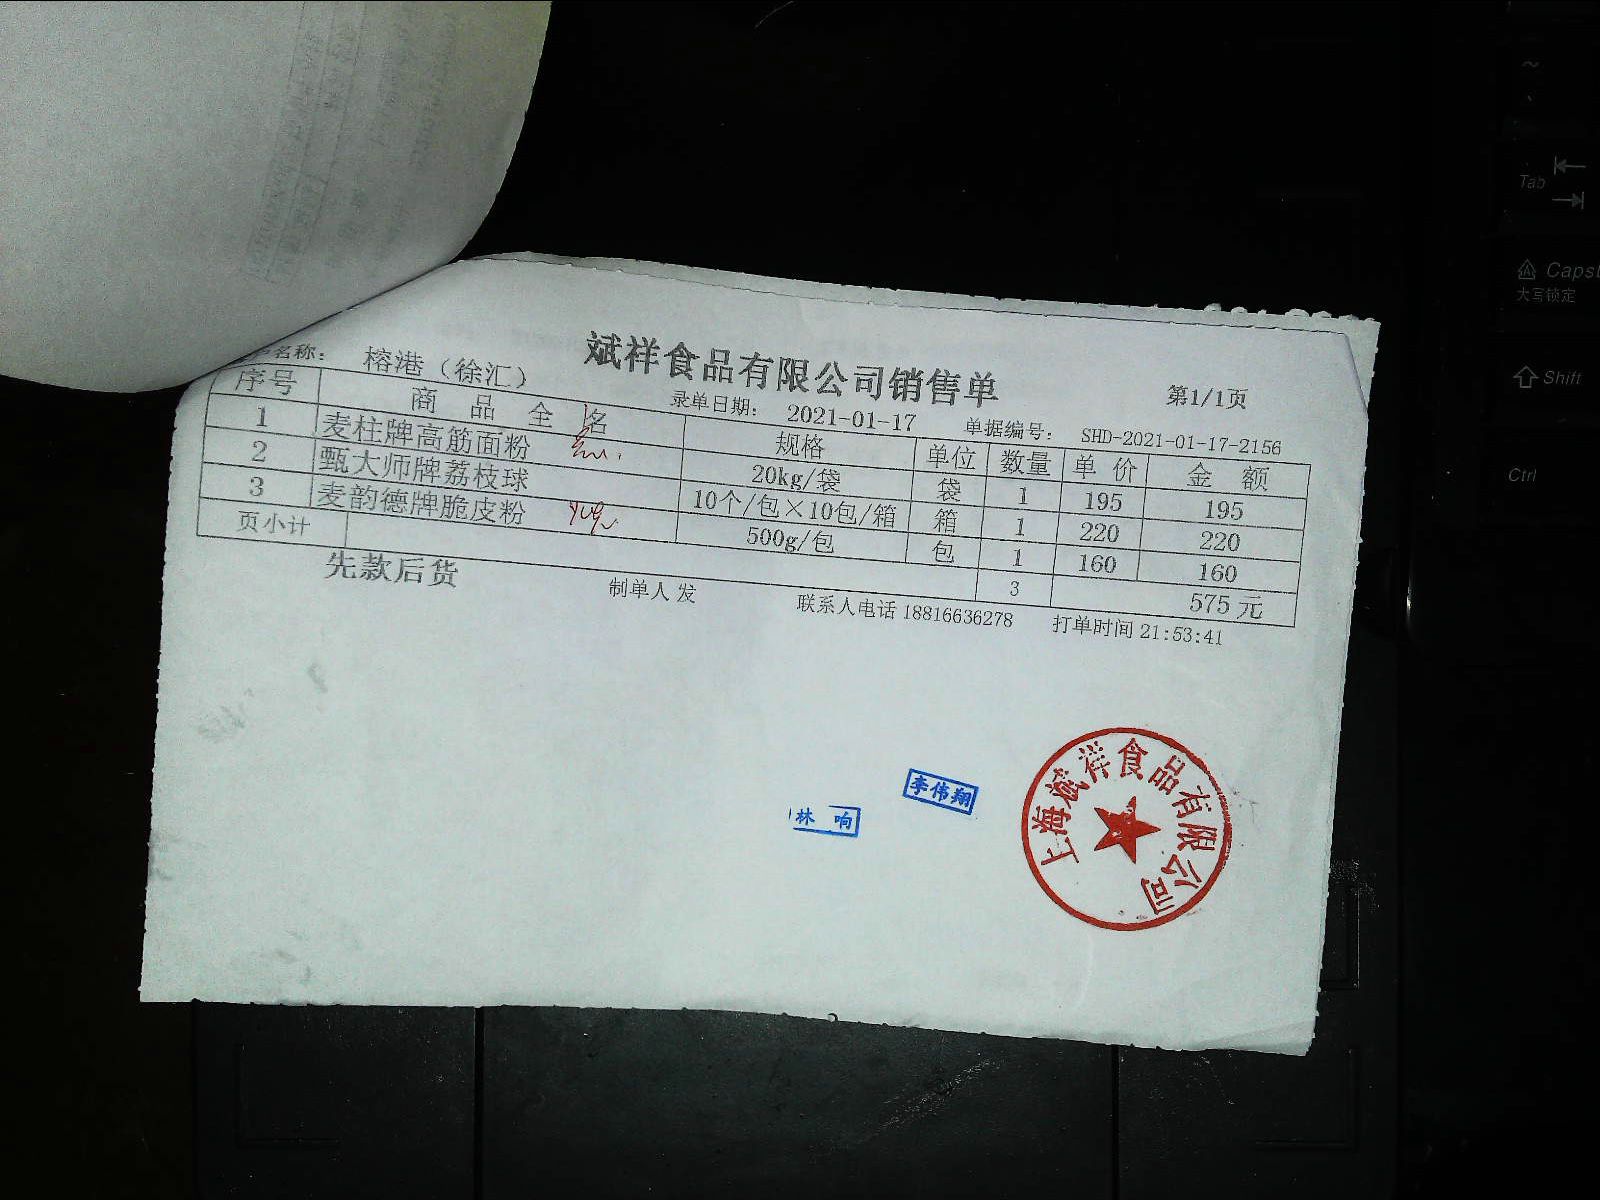 斌祥食品有限公司销售单
第1/1页
名称： 榕港（徐汇） 录单日期： 2021-01-17 单据编号： SHD-2021-01-17-2156
序号 商品全名 规格 单位 数量 单价 金额
1 麦柱牌高筋面粉 20kg/袋 袋 1 195 195
2 甄大师牌荔枝球 10个/包×10包/箱 箱 1 220 220
3 麦韵德牌脆皮粉 500g/包 包 1 160 160
页小计 3 575元
先款后货 制单人 发 联系人电话 18816636278 打单时间 21:53:41
李伟翔
林 响
上海斌祥食品有限公司
Tab
Caps
大写锁定
Shift
Ctrl